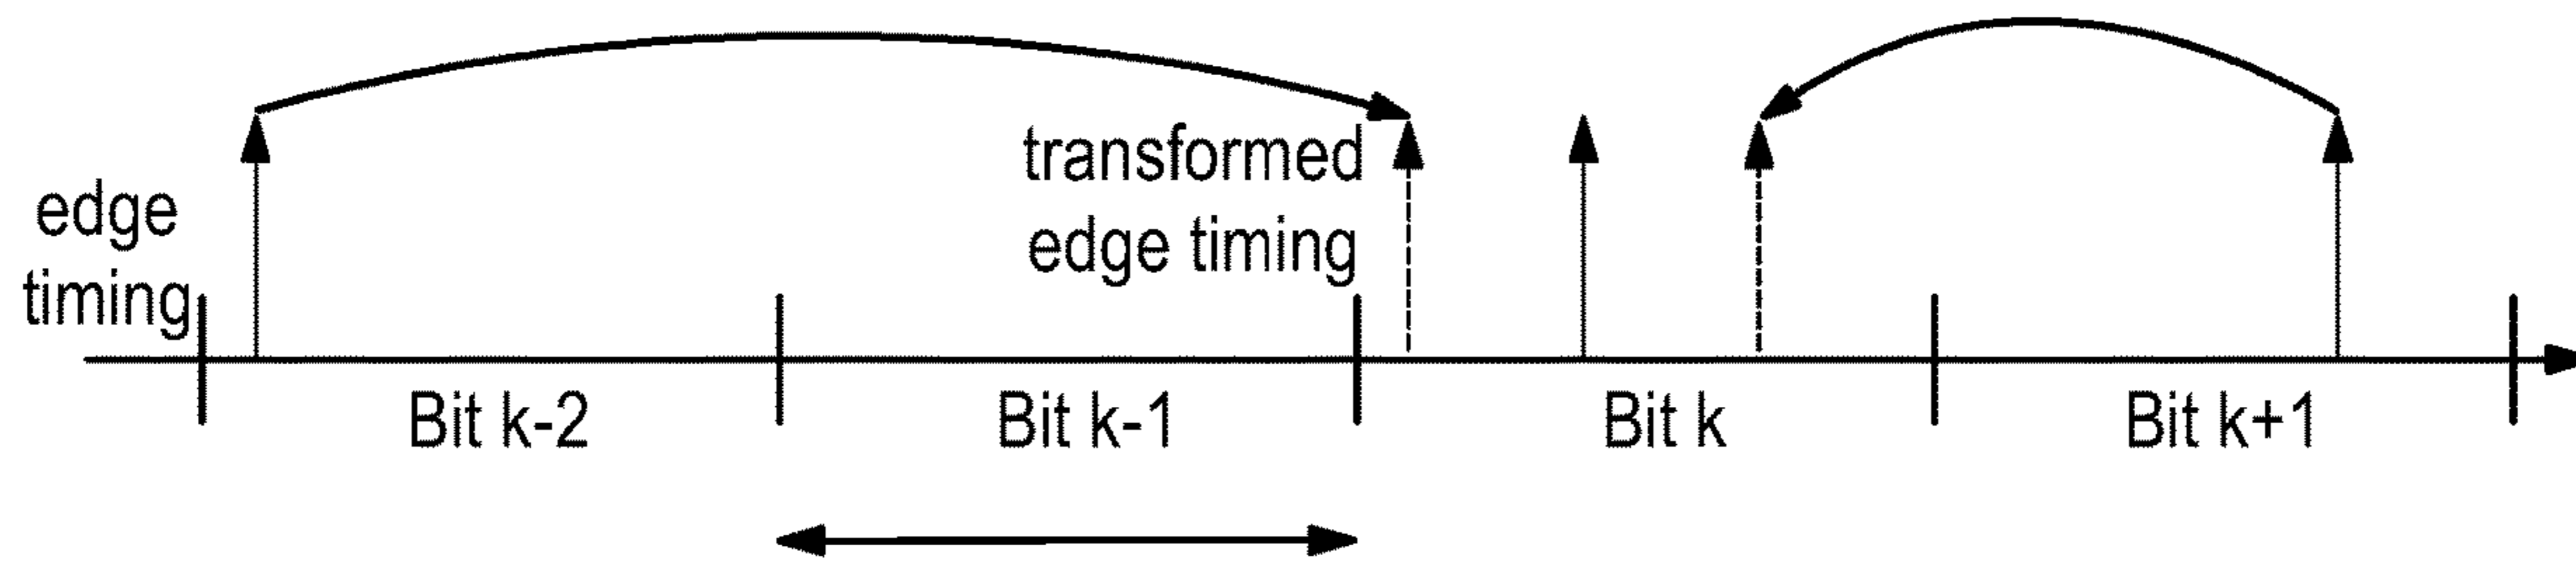 edge
timing
transformed
edge timing
Bit k-2
Bit k-1
Bit k
Bit k+1